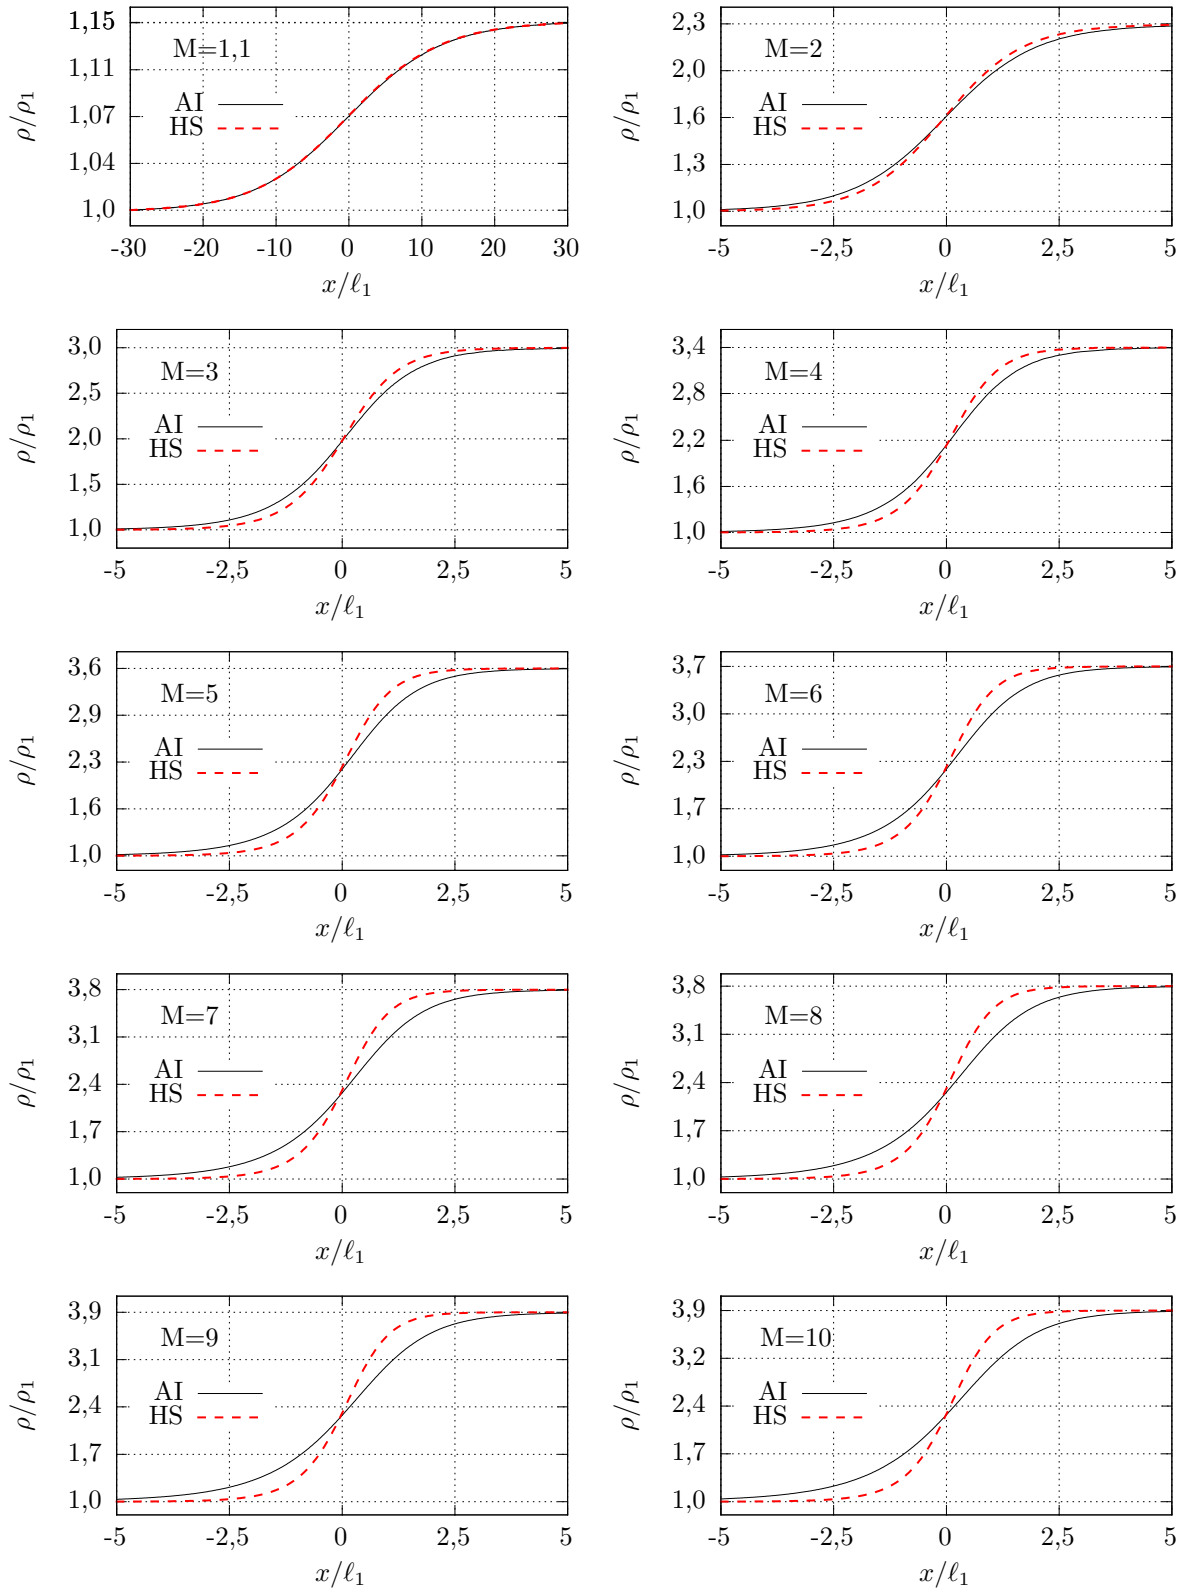 1,15
1,11
1,07
1,04
1,0
ρ/ρ₁
M=1,1
AI
HS
-30 -20 -10 0 10 20 30
x/ℓ₁
2,3
2,0
1,6
1,3
1,0
ρ/ρ₁
M=2
AI
HS
-5 -2,5 0 2,5 5
x/ℓ₁
3,0
2,5
2,0
1,5
1,0
ρ/ρ₁
M=3
AI
HS
-5 -2,5 0 2,5 5
x/ℓ₁
3,4
2,8
2,2
1,6
1,0
ρ/ρ₁
M=4
AI
HS
-5 -2,5 0 2,5 5
x/ℓ₁
3,6
2,9
2,3
1,6
1,0
ρ/ρ₁
M=5
AI
HS
-5 -2,5 0 2,5 5
x/ℓ₁
3,7
3,0
2,3
1,7
1,0
ρ/ρ₁
M=6
AI
HS
-5 -2,5 0 2,5 5
x/ℓ₁
3,8
3,1
2,4
1,7
1,0
ρ/ρ₁
M=7
AI
HS
-5 -2,5 0 2,5 5
x/ℓ₁
3,8
3,1
2,4
1,7
1,0
ρ/ρ₁
M=8
AI
HS
-5 -2,5 0 2,5 5
x/ℓ₁
3,9
3,1
2,4
1,7
1,0
ρ/ρ₁
M=9
AI
HS
-5 -2,5 0 2,5 5
x/ℓ₁
3,9
3,2
2,4
1,7
1,0
ρ/ρ₁
M=10
AI
HS
-5 -2,5 0 2,5 5
x/ℓ₁